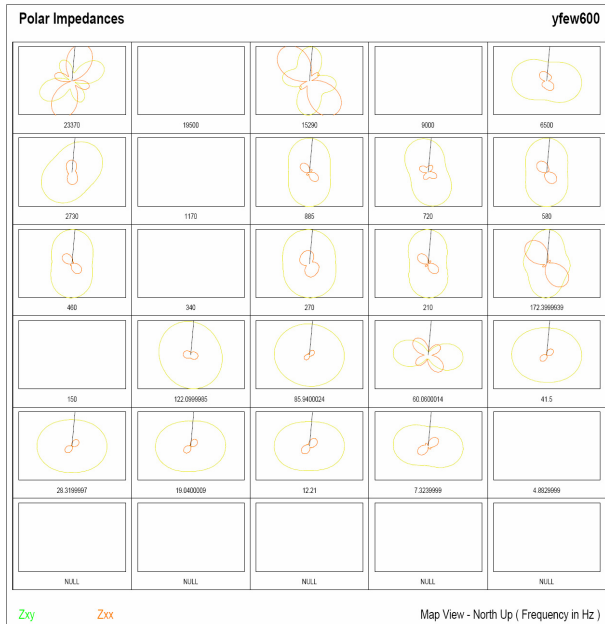 Polar Impedances yfew600
23370 19500 15290 9000 6500
2730 1170 885 720 580
460 340 270 210 172.3999939
150 122.0999985 85.9400024 60.0600014 41.5
28.3199997 19.0400009 12.21 7.3239999 4.8829999
NULL NULL NULL NULL NULL
Zxy Zxx Map View - North Up ( Frequency in Hz )